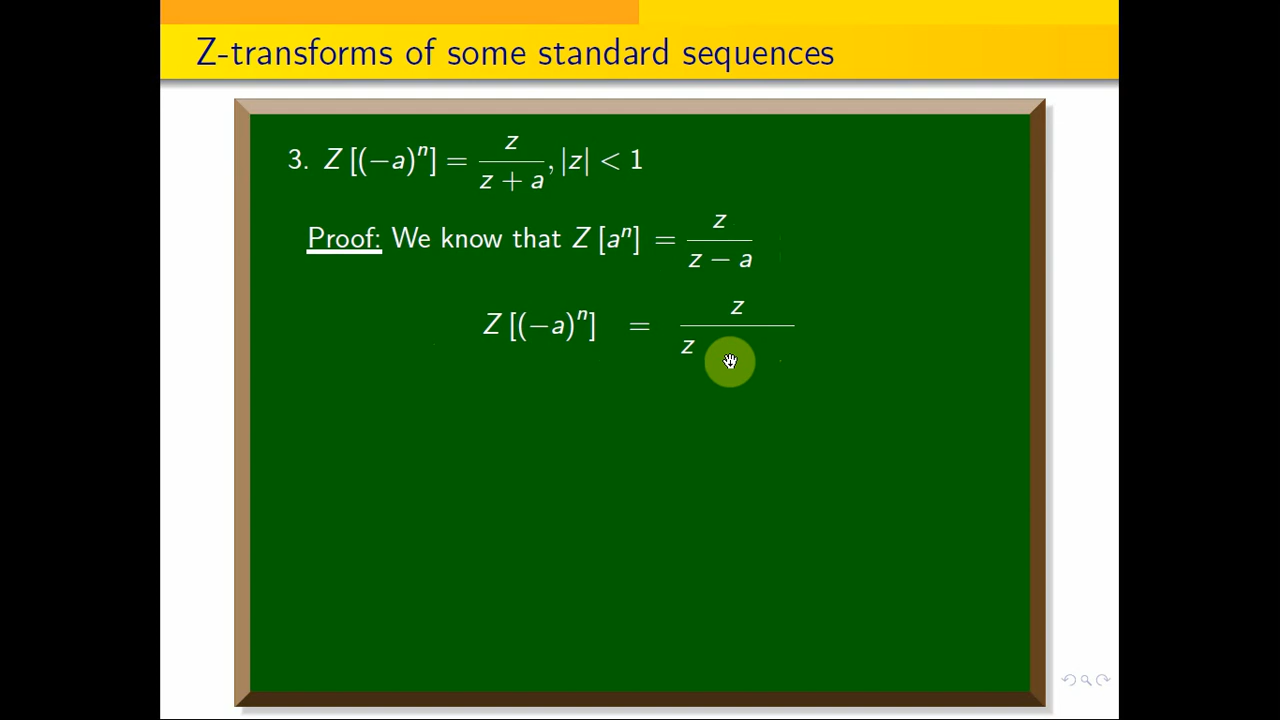 Z-transforms of some standard sequences
3. Z [(−a)ⁿ] = z / (z + a), |z| < 1
Proof: We know that Z [aⁿ] = z / (z − a)
Z [(−a)ⁿ] = z / z